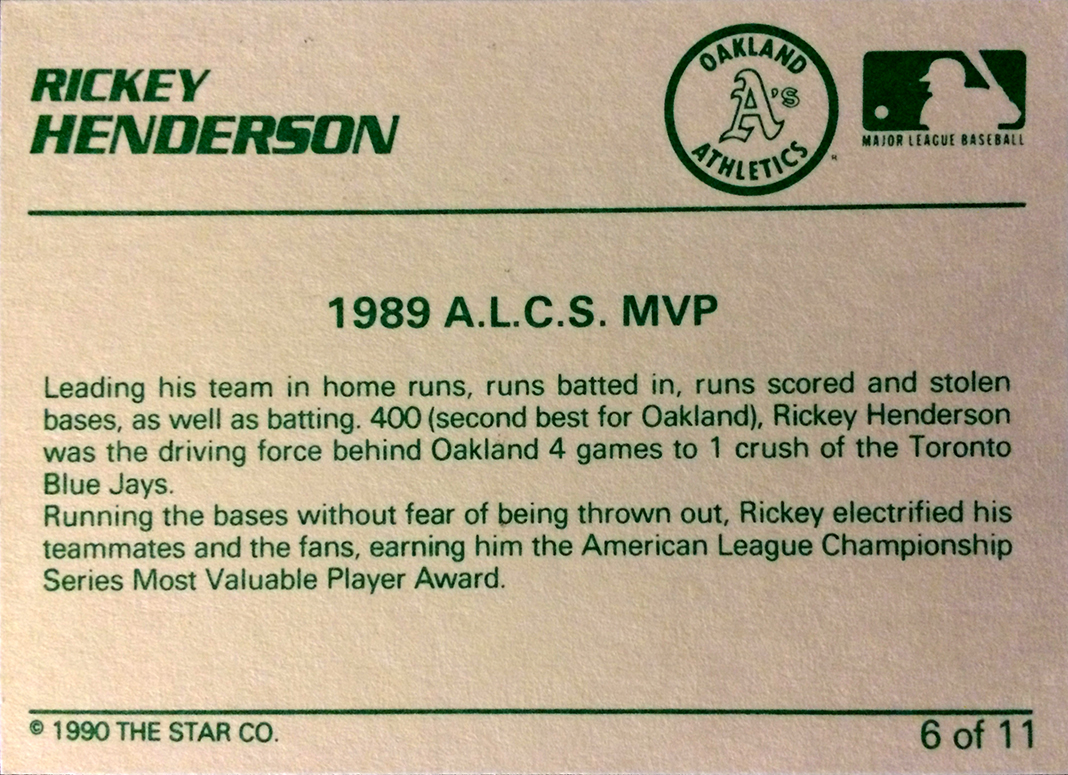 RICKEY
HENDERSON
OAKLAND
A's
ATHLETICS
®
MAJOR LEAGUE BASEBALL
1989 A.L.C.S. MVP
Leading his team in home runs, runs batted in, runs scored and stolen
bases, as well as batting. 400 (second best for Oakland), Rickey Henderson
was the driving force behind Oakland 4 games to 1 crush of the Toronto
Blue Jays.
Running the bases without fear of being thrown out, Rickey electrified his
teammates and the fans, earning him the American League Championship
Series Most Valuable Player Award.
© 1990 THE STAR CO.
6 of 11